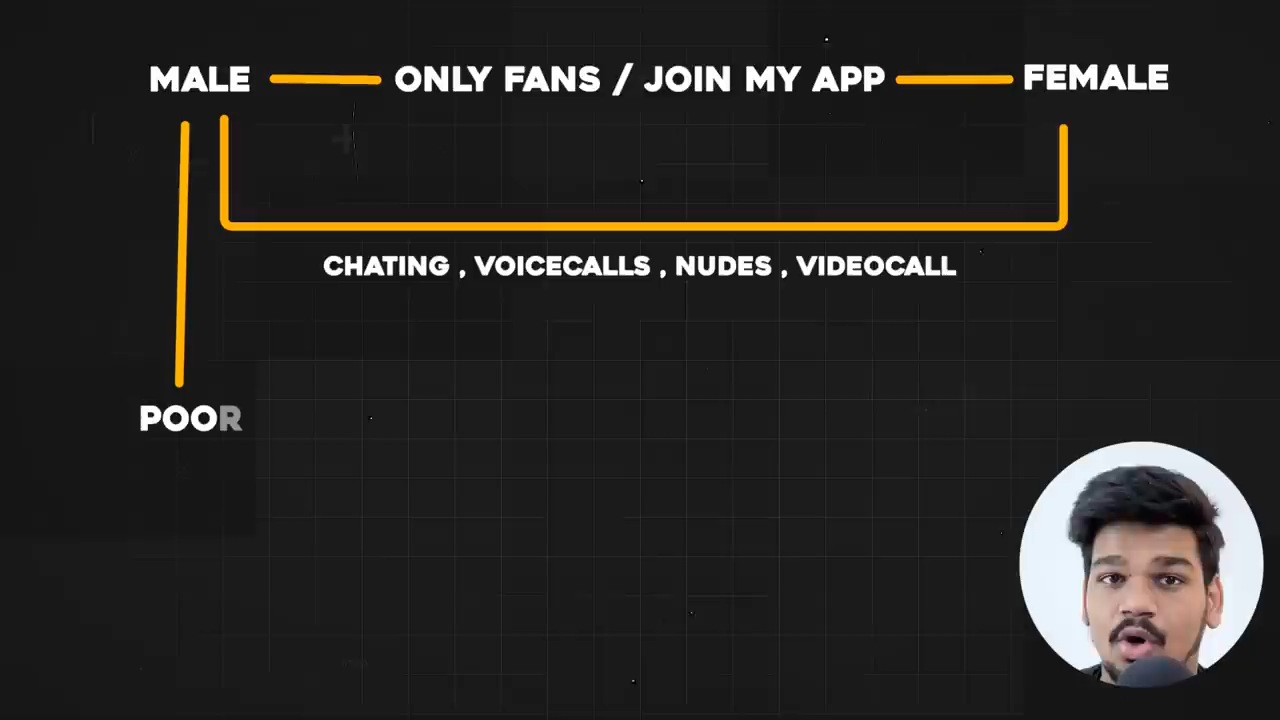 MALE ONLY FANS / JOIN MY APP FEMALE
CHATING , VOICECALLS , NUDES , VIDEOCALL
POOR